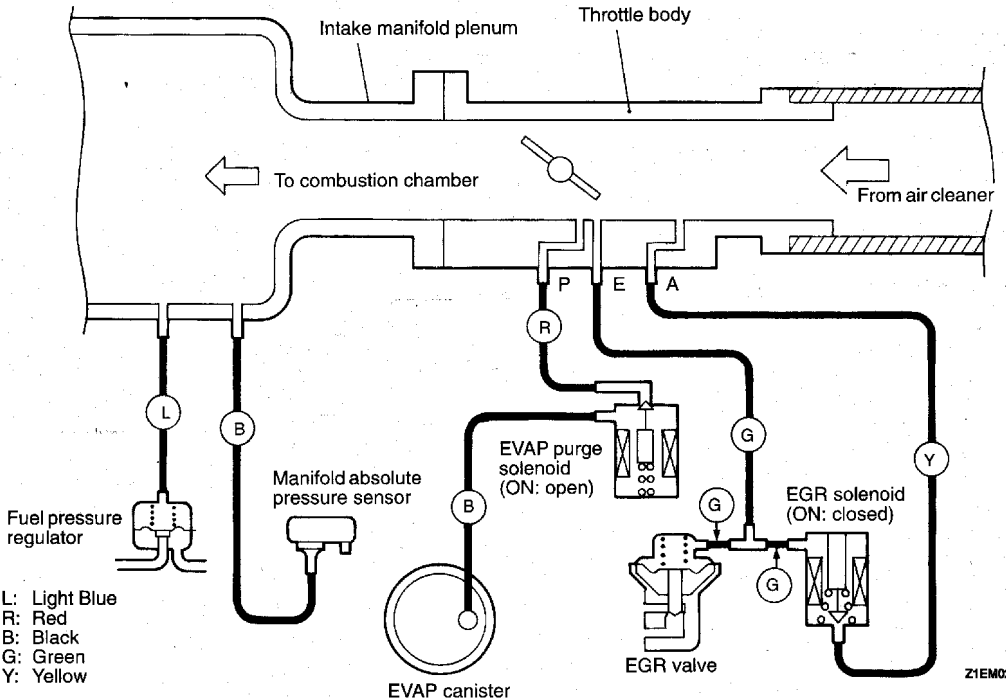 Throttle body
Intake manifold plenum
To combustion chamber
From air cleaner
P E A
R
L
B
G
Y
EVAP purge
solenoid
(ON: open)
Manifold absolute
pressure sensor
B
G
EGR solenoid
(ON: closed)
Fuel pressure
regulator
G
L: Light Blue
R: Red
B: Black
G: Green
Y: Yellow
EGR valve
EVAP canister